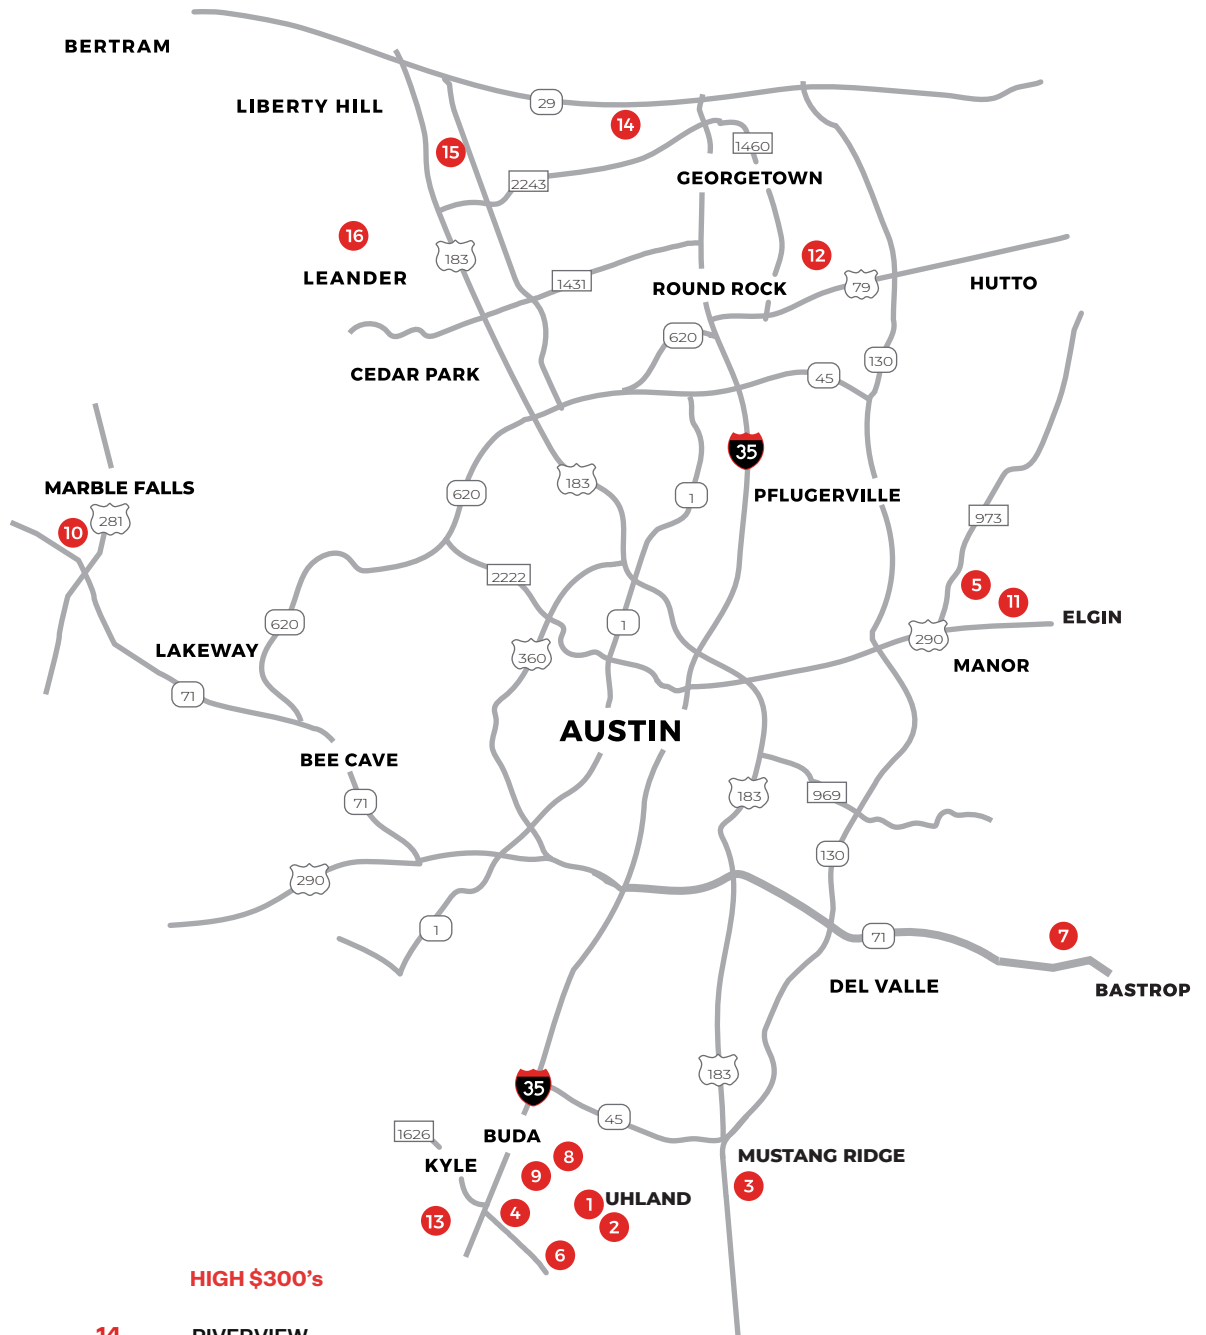 BERTRAM
LIBERTY HILL
29
14
15
1460
2243
GEORGETOWN
16
183
12
LEANDER
1431
ROUND ROCK
79
HUTTO
620
130
CEDAR PARK
45
35
183
MARBLE FALLS
620
1
PFLUGERVILLE
10
281
973
2222
5
11
620
1
ELGIN
290
360
LAKEWAY
MANOR
71
AUSTIN
BEE CAVE
183
969
71
130
290
1
71
7
DEL VALLE
BASTROP
183
35
45
1626
BUDA
8
MUSTANG RIDGE
KYLE
9
3
1
UHLAND
4
13
2
6
HIGH $300's
14 RIVERVIEW